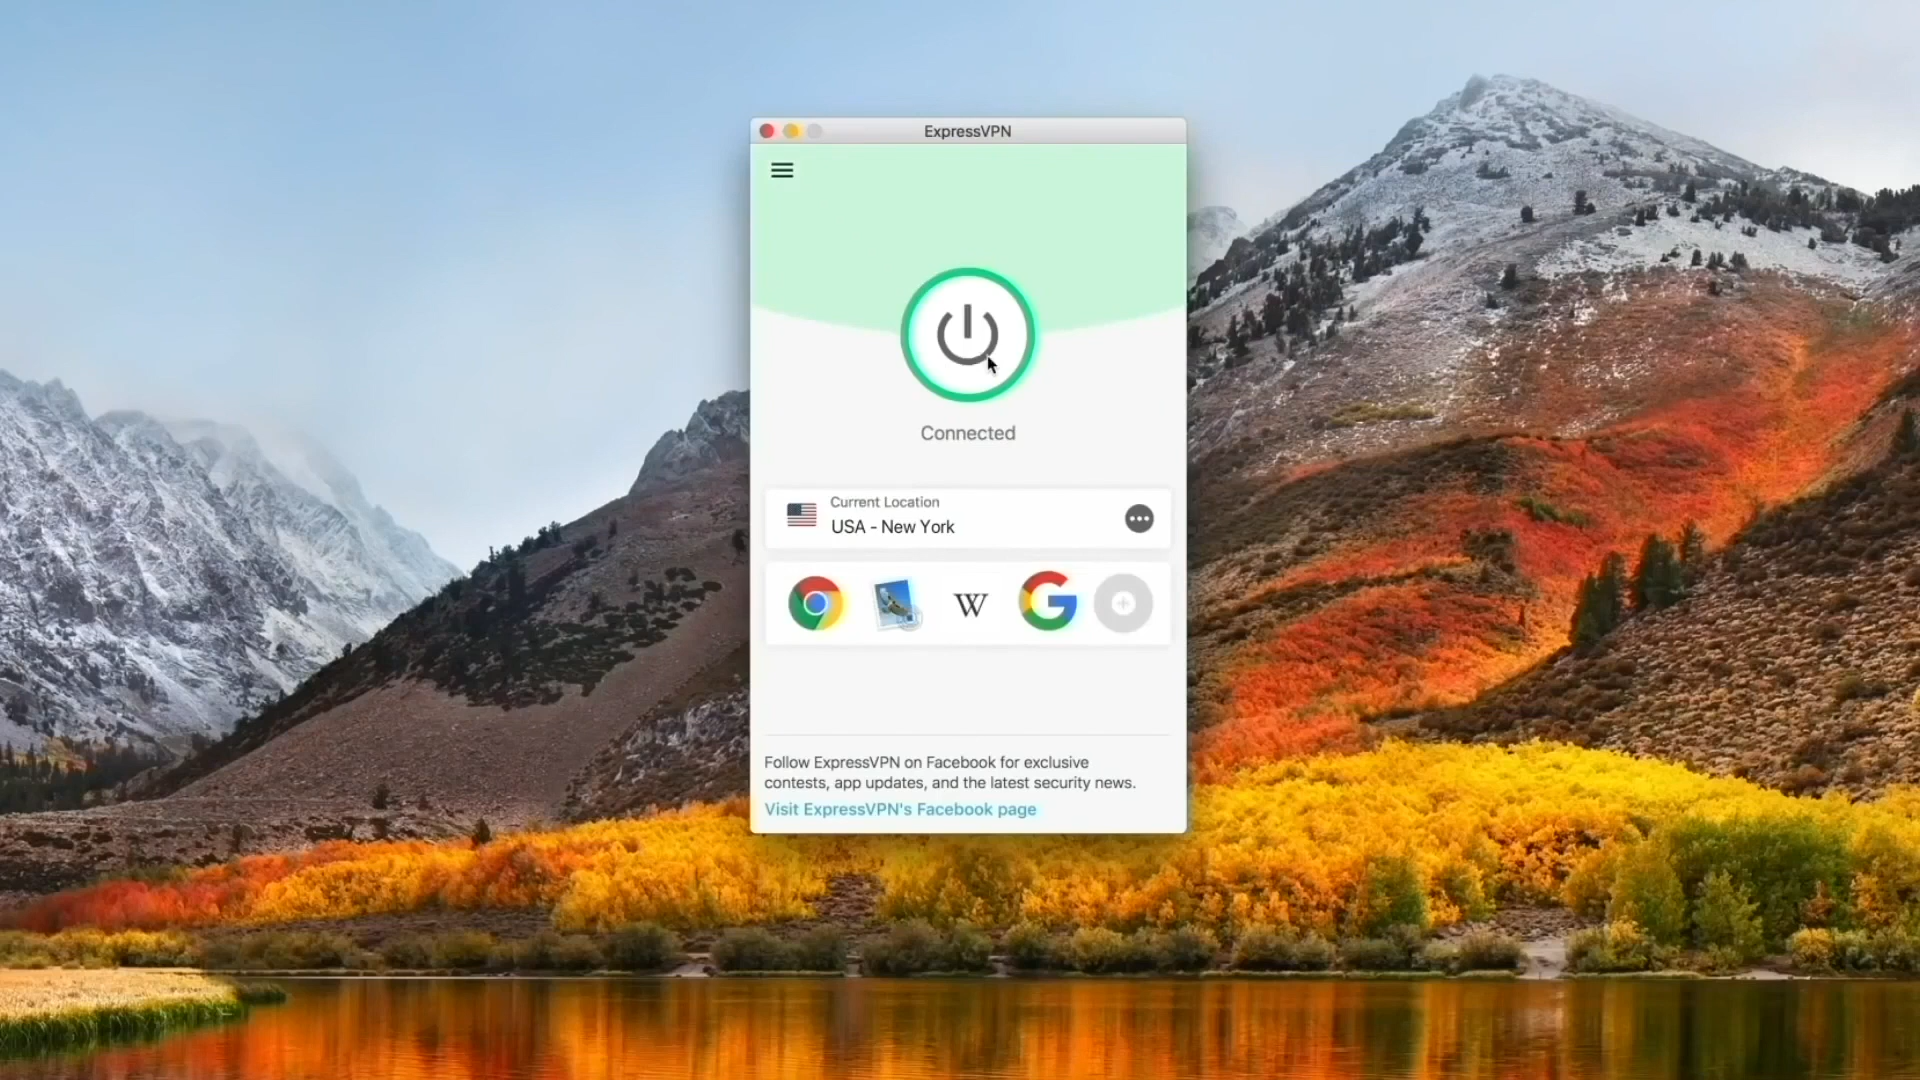 ExpressVPN
Connected
Current Location
USA - New York
W
G
Follow ExpressVPN on Facebook for exclusive
contests, app updates, and the latest security news.
Visit ExpressVPN's Facebook page